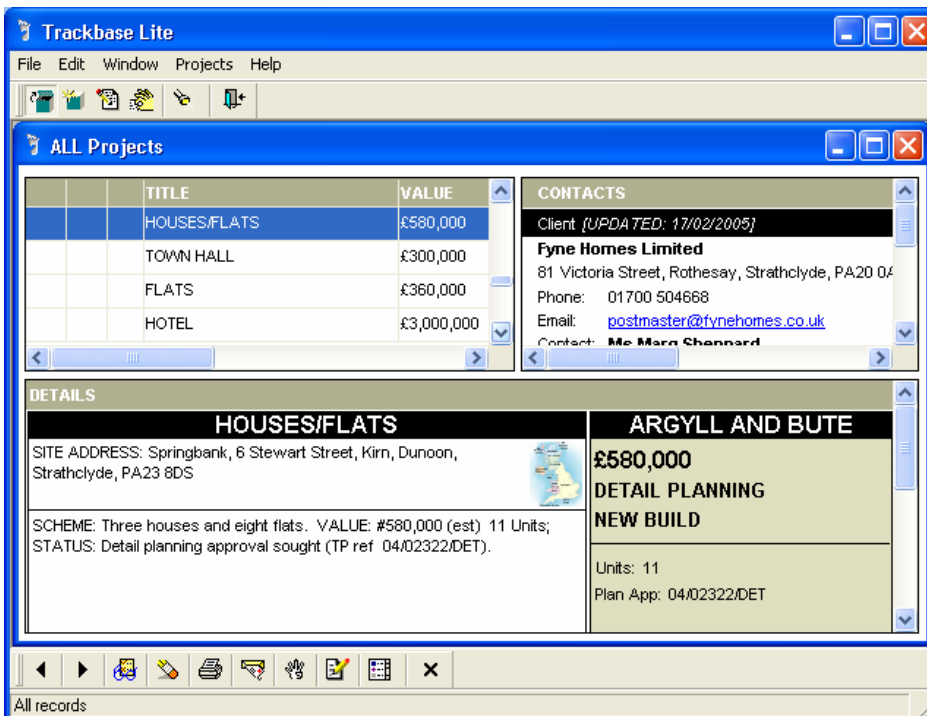 Trackbase Lite
File Edit Window Projects Help
ALL Projects
TITLE VALUE
HOUSES/FLATS £580,000
TOWN HALL £300,000
FLATS £360,000
HOTEL £3,000,000
CONTACTS
Client [UPDATED: 17/02/2005]
Fyne Homes Limited
81 Victoria Street, Rothesay, Strathclyde, PA20 0A
Phone: 01700 504668
Email: postmaster@fynehomes.co.uk
Contact: Ms Marg Sheppard
DETAILS
HOUSES/FLATS
SITE ADDRESS: Springbank, 6 Stewart Street, Kirn, Dunoon,
Strathclyde, PA23 8DS
SCHEME: Three houses and eight flats. VALUE: #580,000 (est) 11 Units;
STATUS: Detail planning approval sought (TP ref 04/02322/DET).
ARGYLL AND BUTE
£580,000
DETAIL PLANNING
NEW BUILD
Units: 11
Plan App: 04/02322/DET
All records